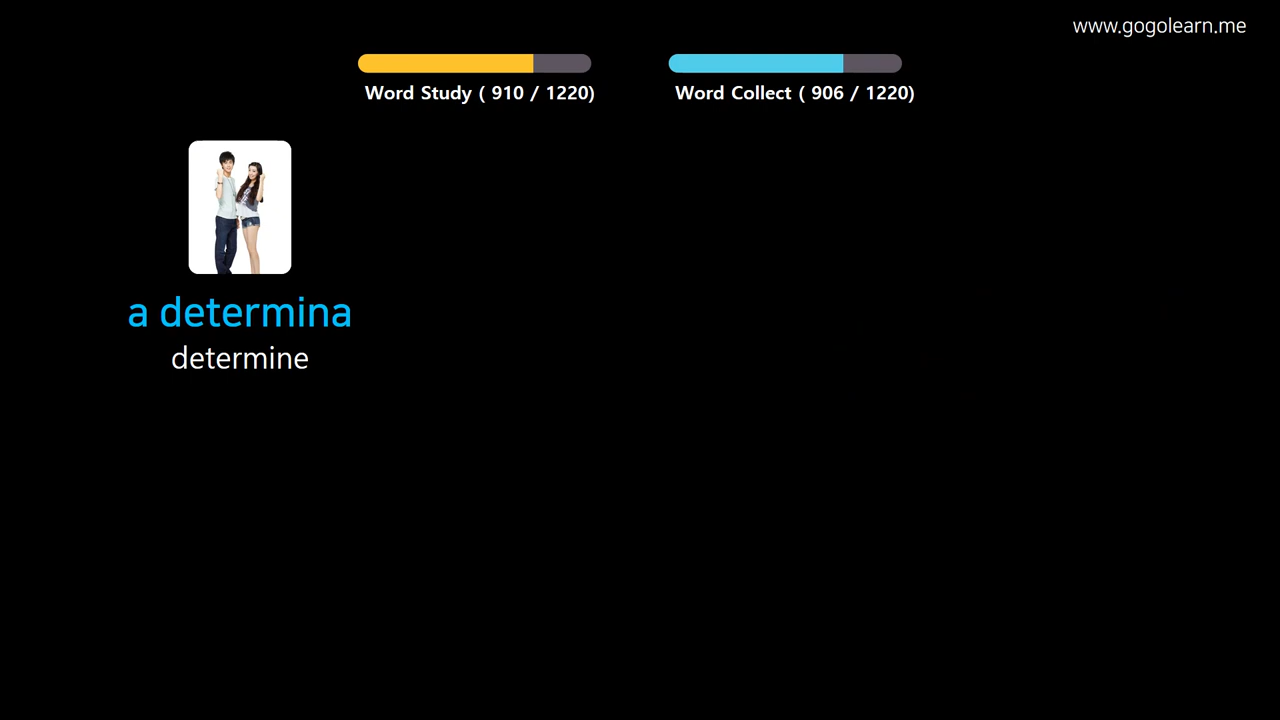 www.gogolearn.me
Word Study ( 910 / 1220)
Word Collect ( 906 / 1220)
a determina
determine